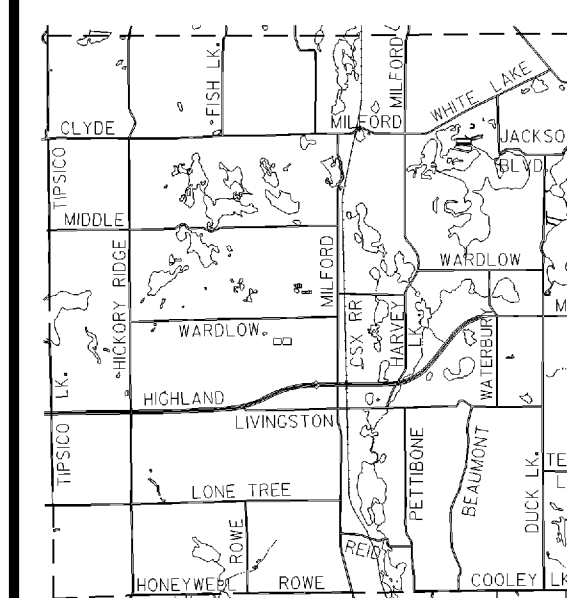 FISH LK.
MILFORD
WHITE LAKE
CLYDE
MILFORD
JACKSO
BLVD.
TIPSICO
MIDDLE
WARDLOW
HICKORY RIDGE
MILFORD
CSX RR
HARVEY
LK.
WATERBURY
M
WARDLOW
LK.
HIGHLAND
LIVINGSTON
TIPSICO
PETTIBONE
BEAUMONT
DUCK LK.
TE
L
LONE TREE
ROWE
REID
HONEYWELL
ROWE
COOLEY
LK